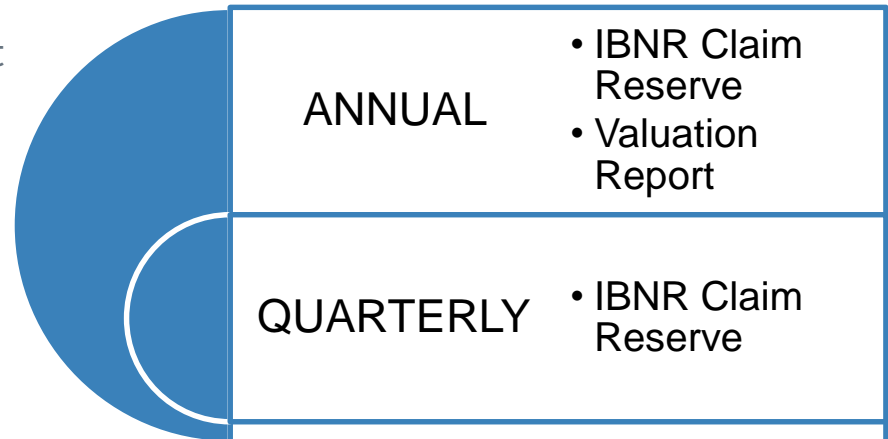 t
ANNUAL
• IBNR Claim
Reserve
• Valuation
Report
QUARTERLY
• IBNR Claim
Reserve